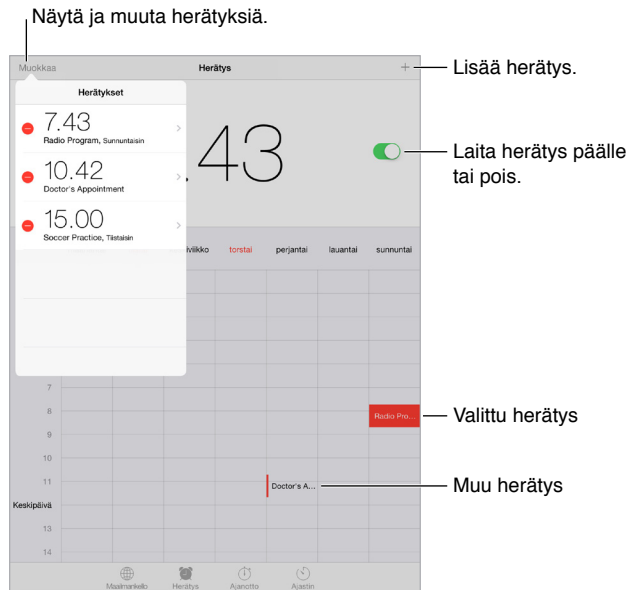 Näytä ja muuta herätyksiä.
Muokkaa
Herätys
+
Lisää herätys.
Herätykset
7.43
Radio Program, Sunnuntaisin
10.42
Doctor's Appointment
15.00
Soccer Practice, Tiistaisin
.43
Laita herätys päälle
tai pois.
torstai perjantai lauantai sunnuntai
7
8
Radio Pro...
Valittu herätys
9
10
11
Doctor's A...
Muu herätys
Keskipäivä
13
14
Maailmankello Herätys Ajanotto Ajastin